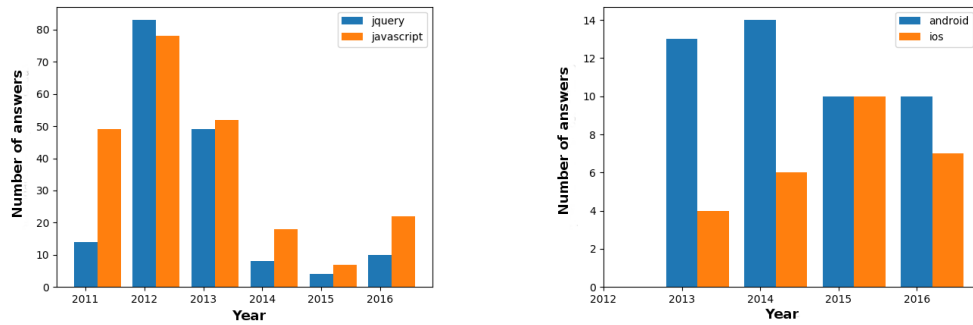 jquery
javascript
80
70
60
50
40
30
20
10
0
Number of answers
2011 2012 2013 2014 2015 2016
Year
android
ios
14
12
10
8
6
4
2
0
Number of answers
2012 2013 2014 2015 2016
Year